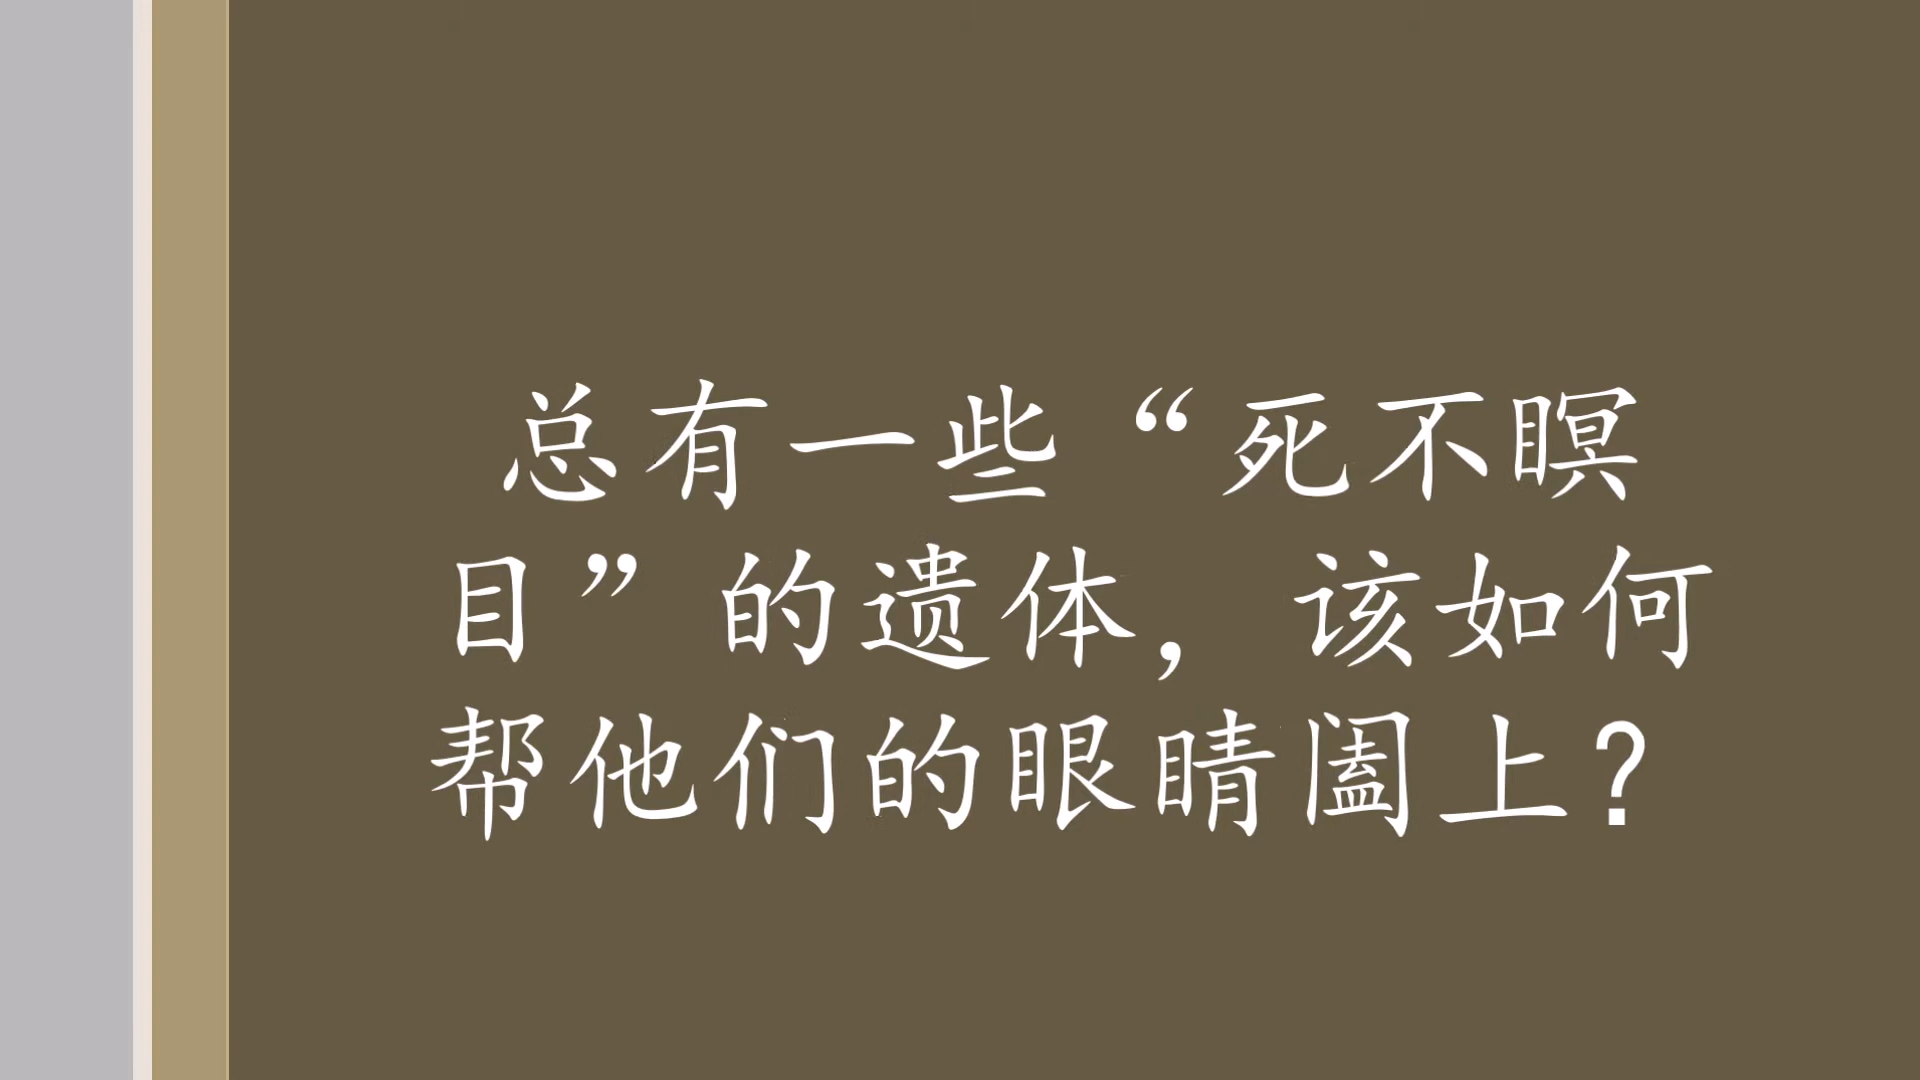 总有一些“死不瞑
目”的遗体，该如何
帮他们的眼睛阖上？